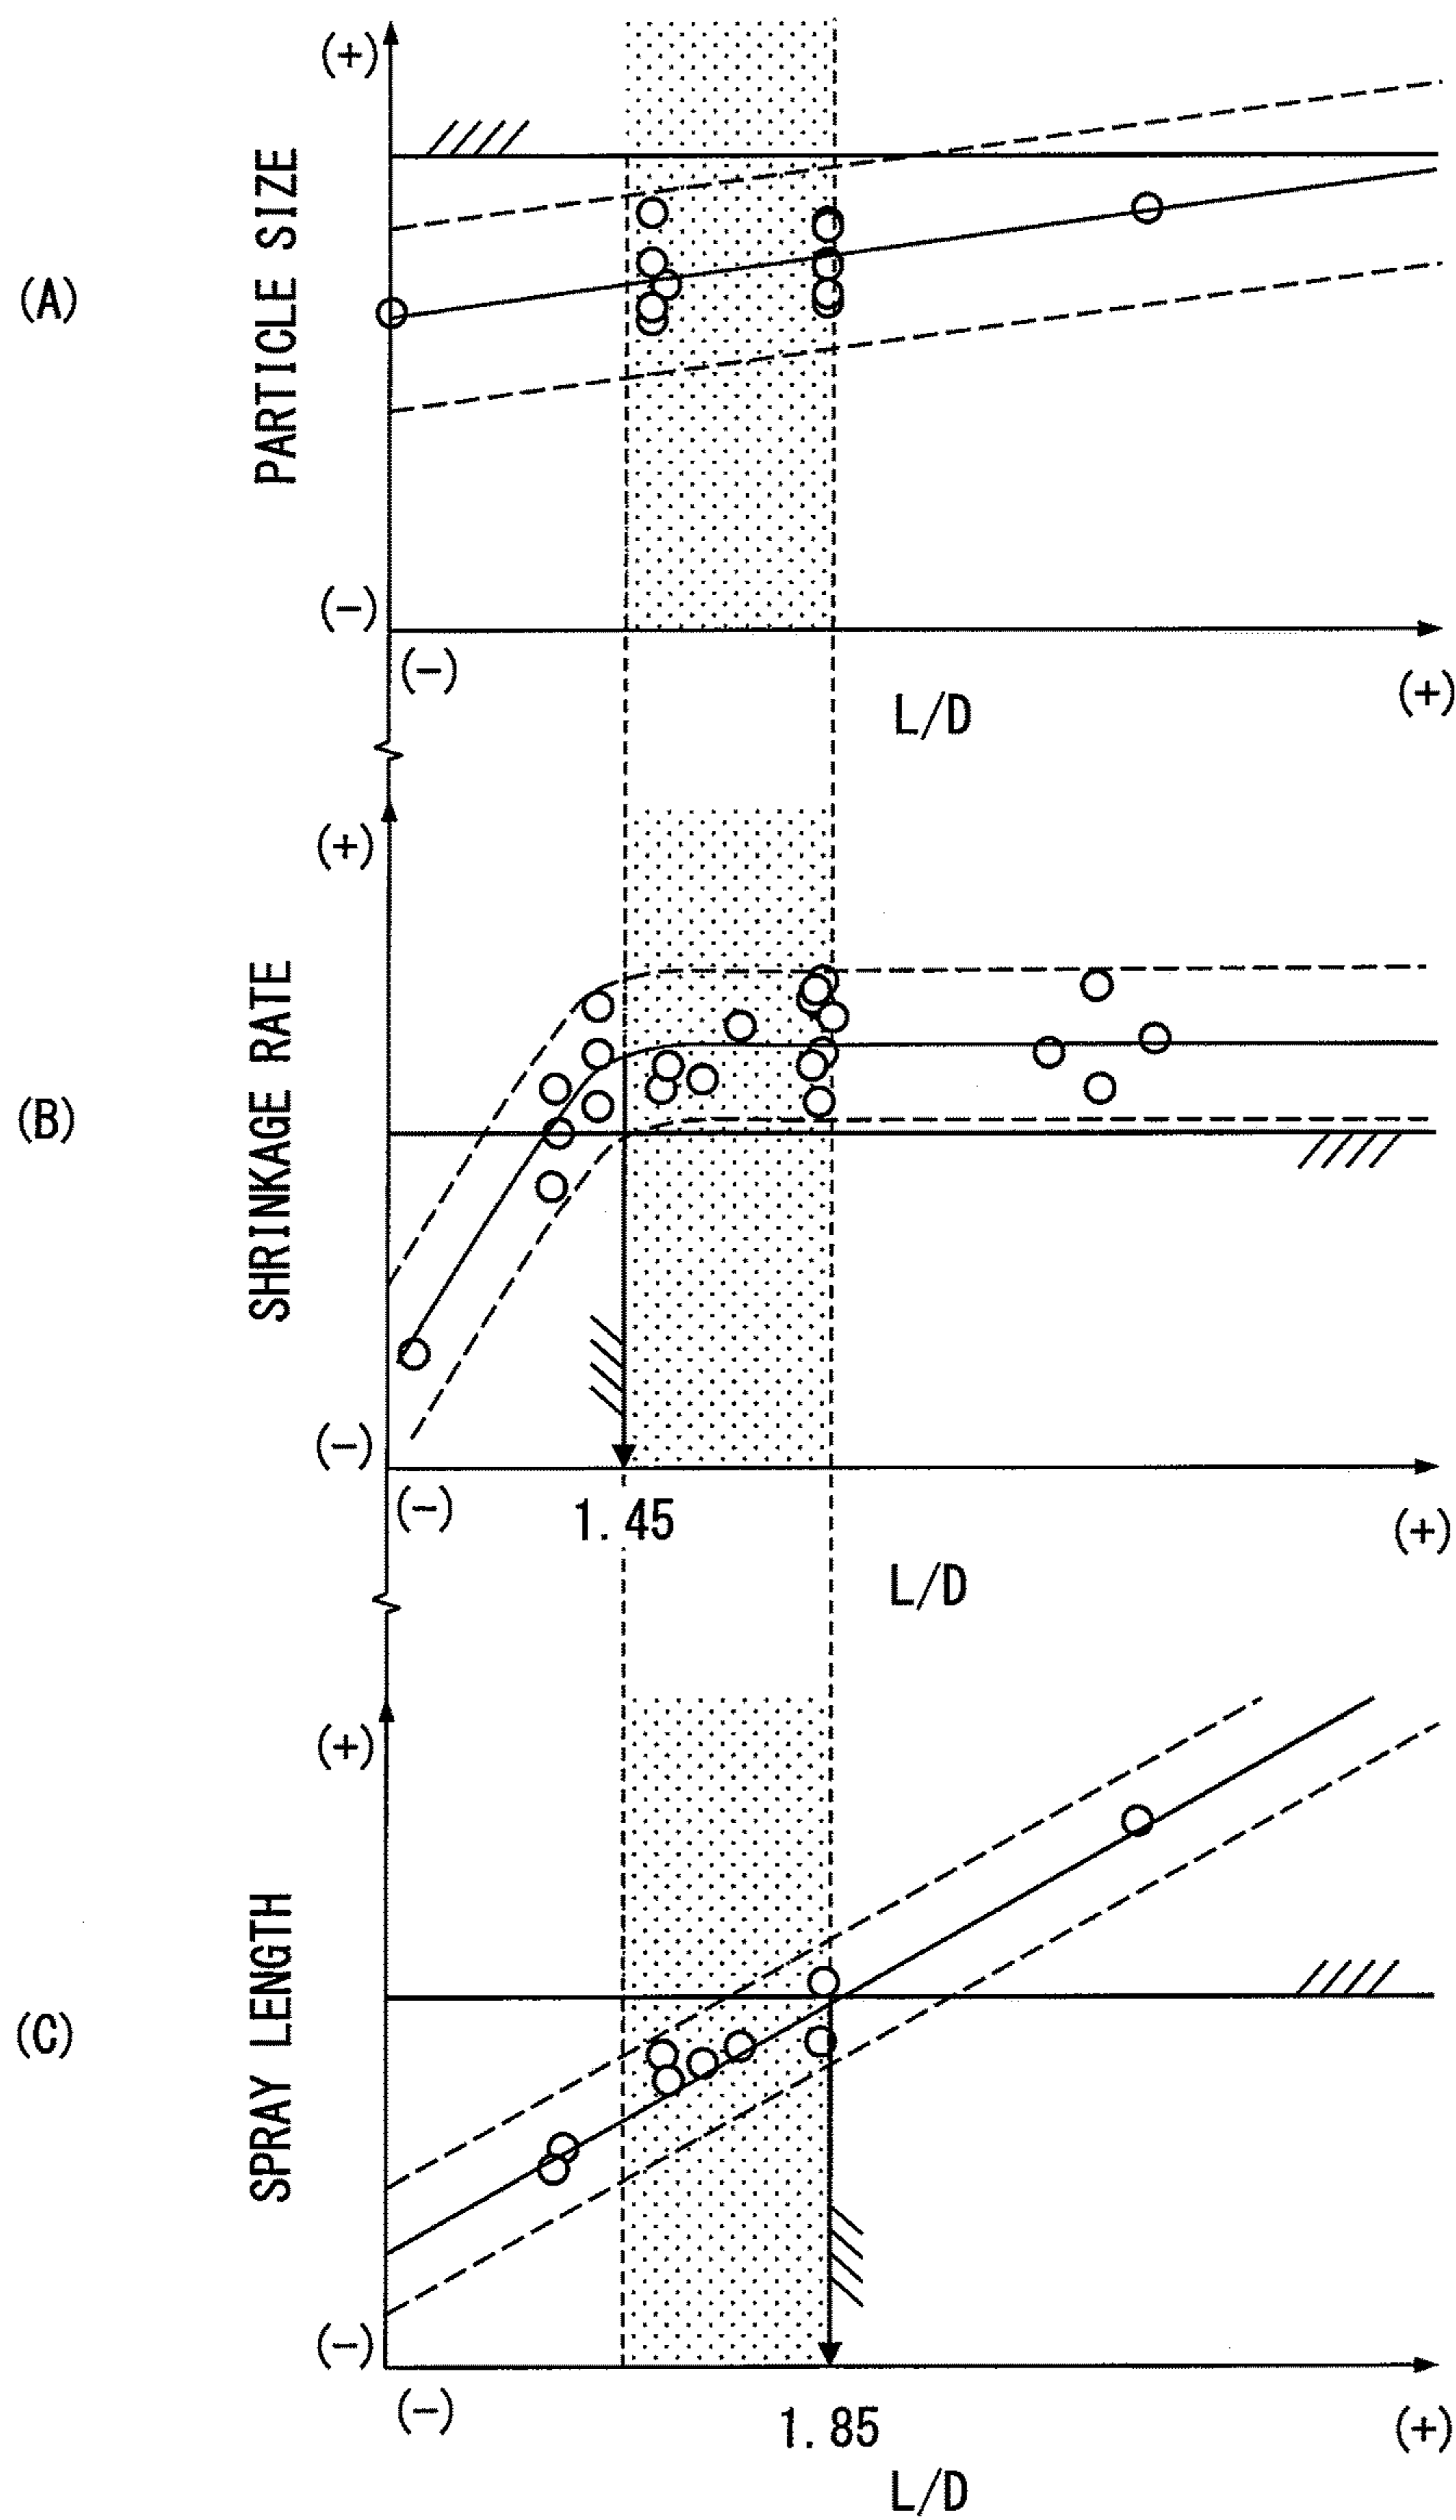 (+)
PARTICLE SIZE
(A)
(-)
(-)
L/D
(+)
(+)
SHRINKAGE RATE
(B)
(-)
(-)
1.45
(+)
L/D
(+)
SPRAY LENGTH
(C)
(-)
(-)
1.85
(+)
L/D